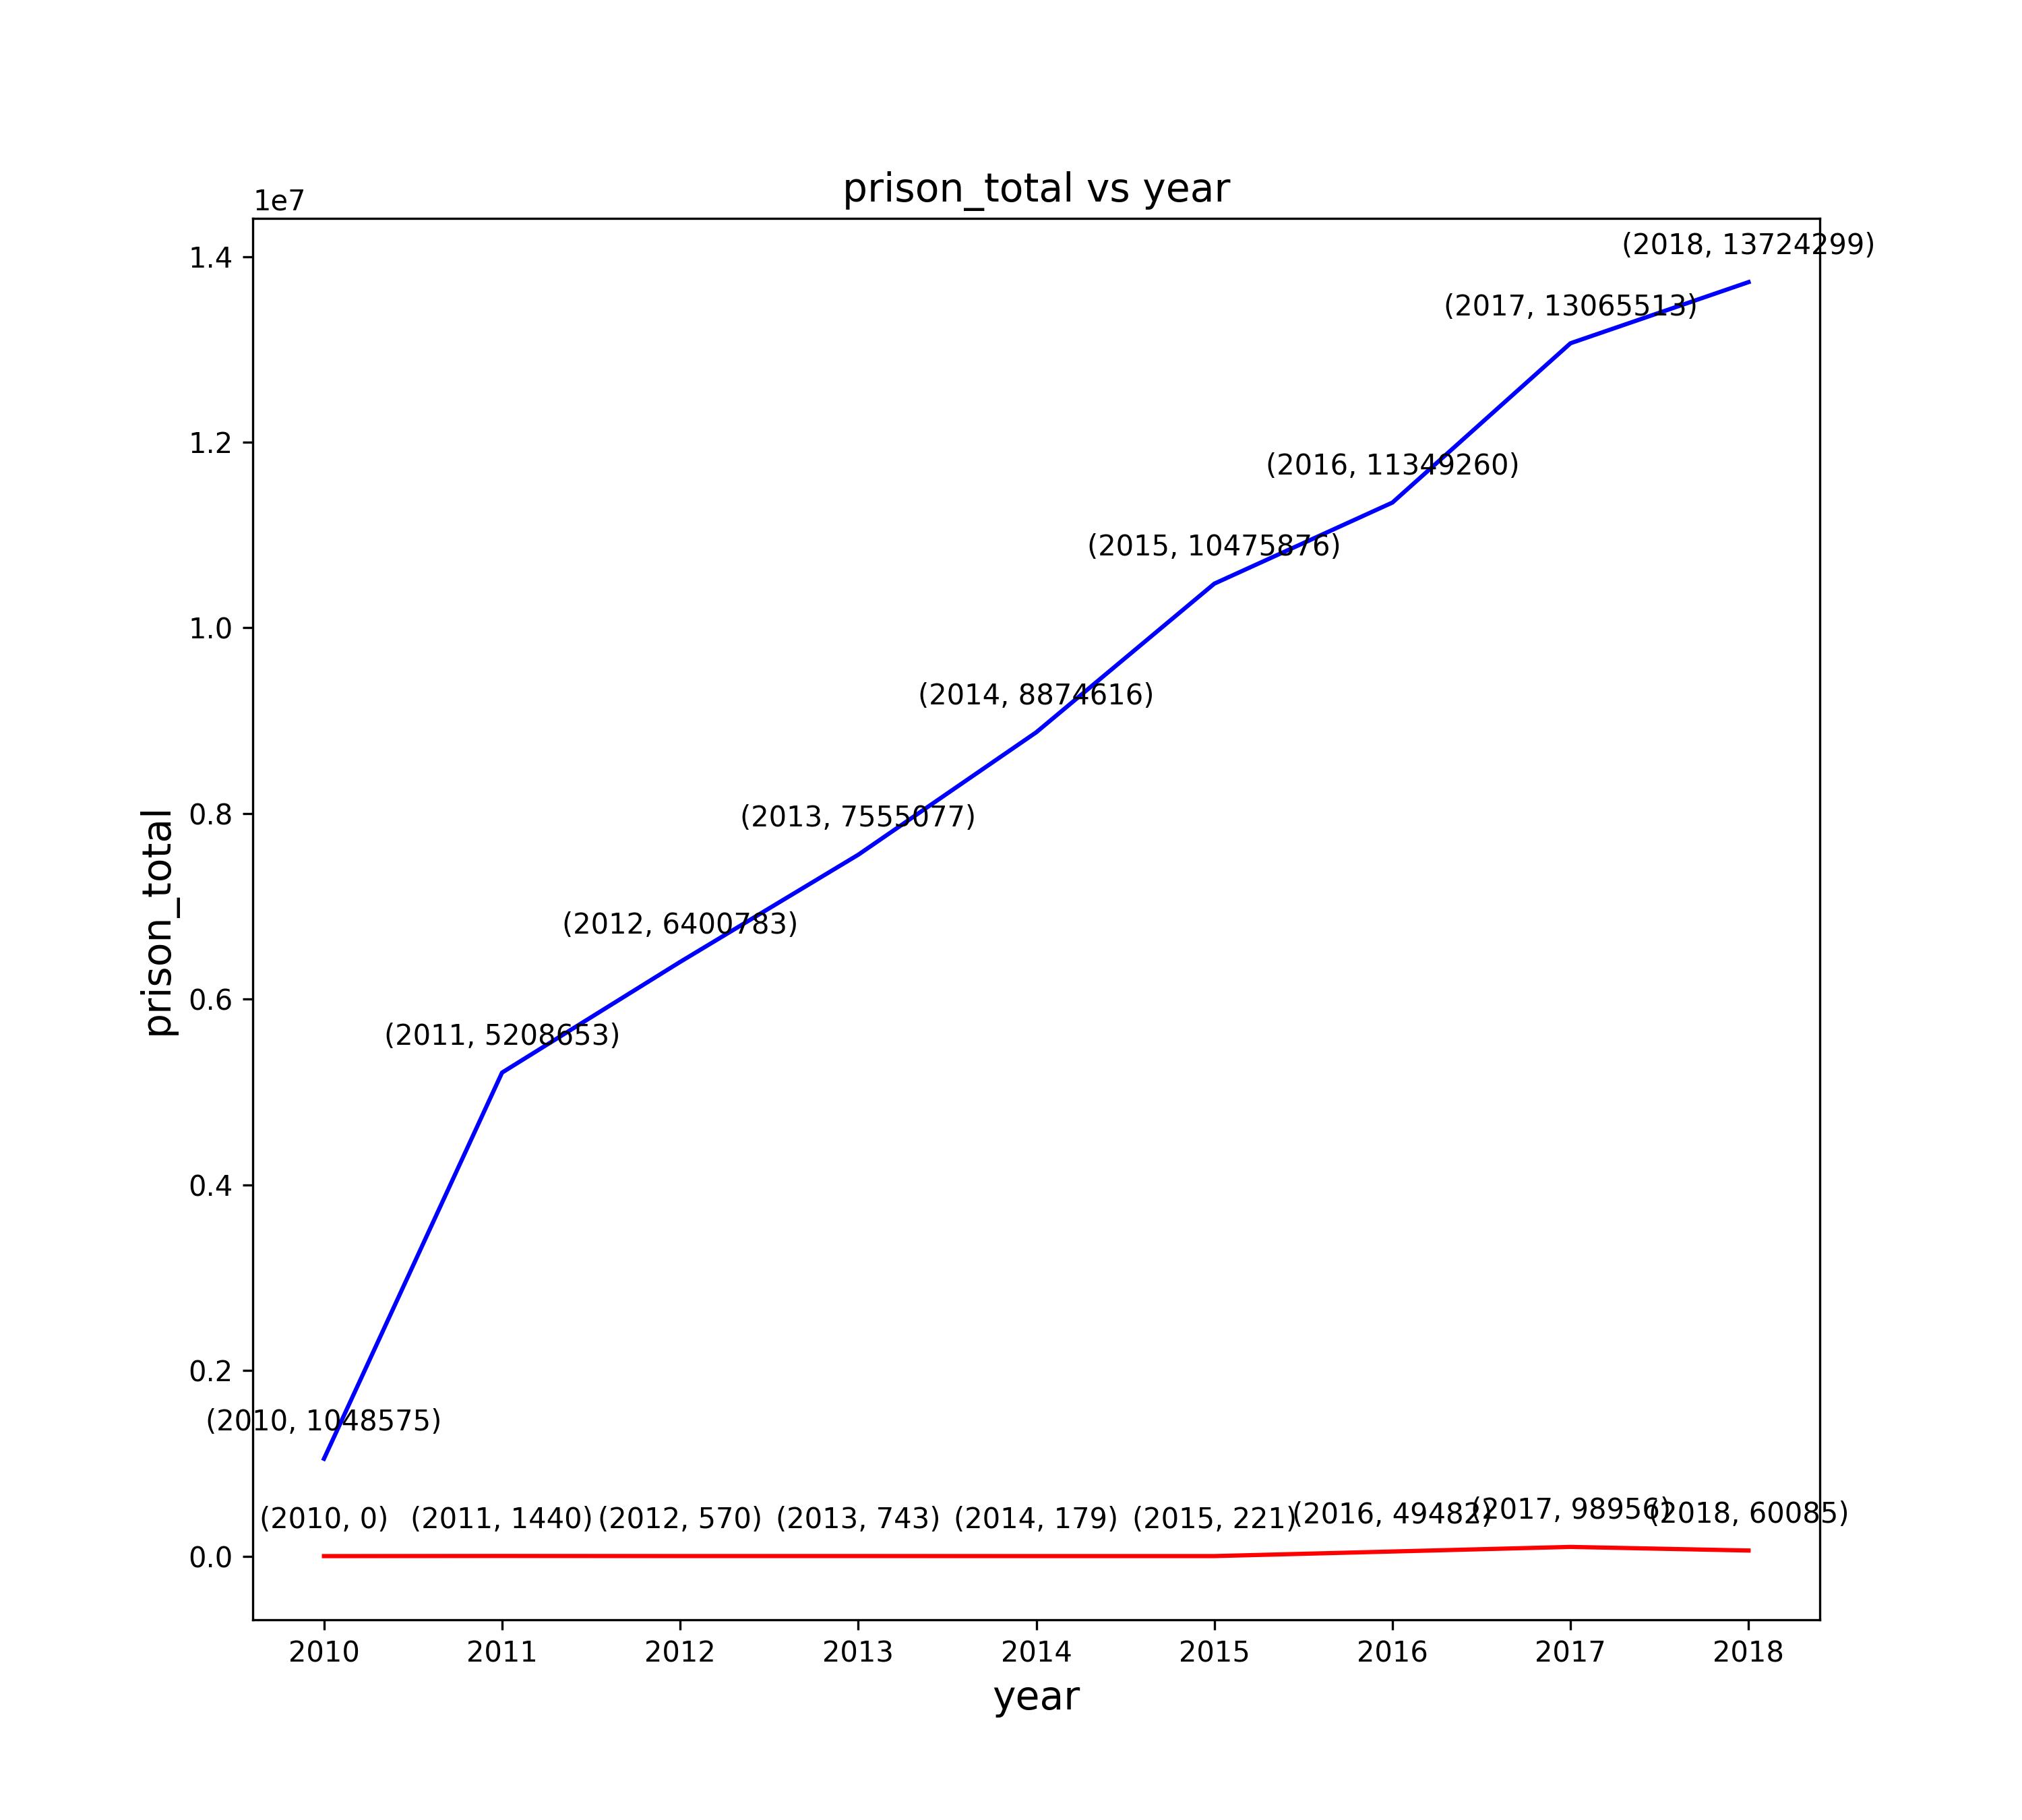 prison_total vs year
1e7
1.4
1.2
1.0
0.8
0.6
0.4
0.2
0.0
prison_total
(2018, 13724299)
(2017, 13065513)
(2016, 11349260)
(2015, 10475876)
(2014, 8874616)
(2013, 7555077)
(2012, 6400783)
(2011, 5208653)
(2010, 1048575)
(2010, 0) (2011, 1440) (2012, 570) (2013, 743) (2014, 179) (2015, 221) (2016, 49482) (2017, 98956) (2018, 60085)
2010 2011 2012 2013 2014 2015 2016 2017 2018
year